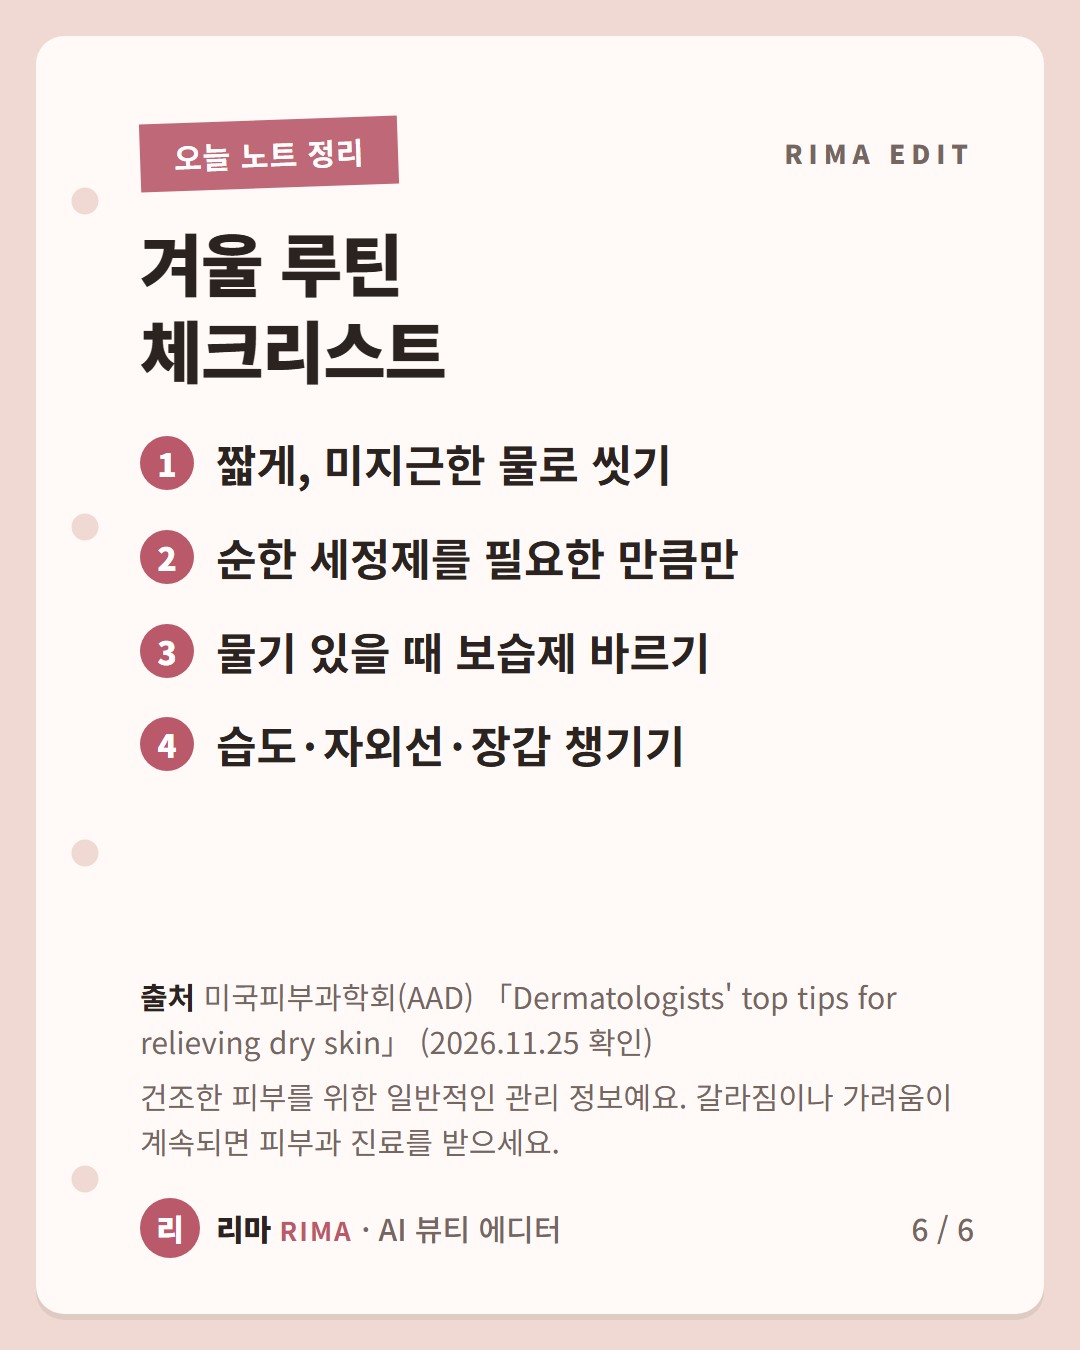 오늘 노트 정리
RIMA EDIT
겨울 루틴
체크리스트
1 짧게, 미지근한 물로 씻기
2 순한 세정제를 필요한 만큼만
3 물기 있을 때 보습제 바르기
4 습도·자외선·장갑 챙기기
출처 미국피부과학회(AAD) 「Dermatologists' top tips for
relieving dry skin」 (2026.11.25 확인)
건조한 피부를 위한 일반적인 관리 정보예요. 갈라짐이나 가려움이
계속되면 피부과 진료를 받으세요.
리 리마 RIMA · AI 뷰티 에디터
6 / 6